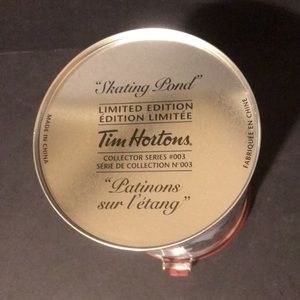 "Skating Pond"
LIMITED EDITION
ÉDITION LIMITÉE
Tim Hortons.
COLLECTOR SERIES #003
SÉRIE DE COLLECTION N° 003
"Patinons
sur l'étang"
MADE IN CHINA
FABRIQUÉE EN CHINE